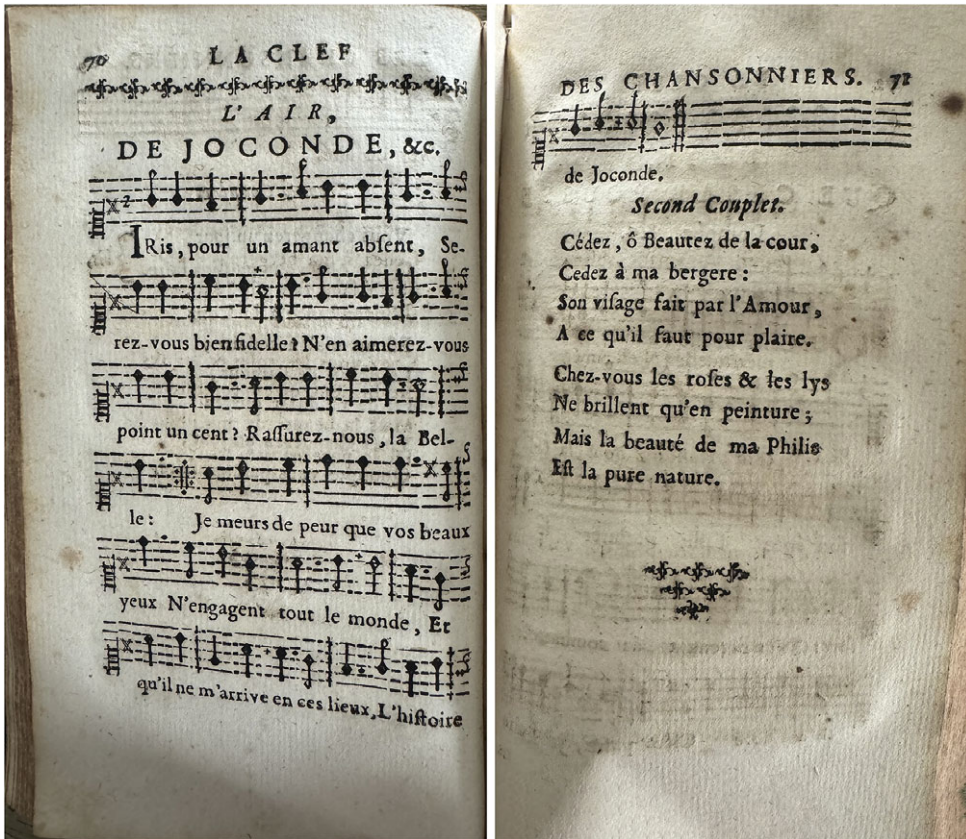 70 LA CLEF
L'AIR,
DE JOCONDE, &c.
IRis, pour un amant absent, Se-
rez-vous bien fidelle? N'en aimerez-vous
point un cent? Rassurez-nous, la Bel-
le: Je meurs de peur que vos beaux
yeux N'engagent tout le monde, Et
qu'il ne m'arrive en ces lieux, L'histoire
DES CHANSONNIERS. 71
de Joconde.
Second Couplet.
Cédez, ô Beautez de la cour,
Cedez à ma bergere:
Son visage fait par l'Amour,
A ce qu'il faut pour plaire.
Chez-vous les roses & les lys
Ne brillent qu'en peinture;
Mais la beauté de ma Philis
Est la pure nature.